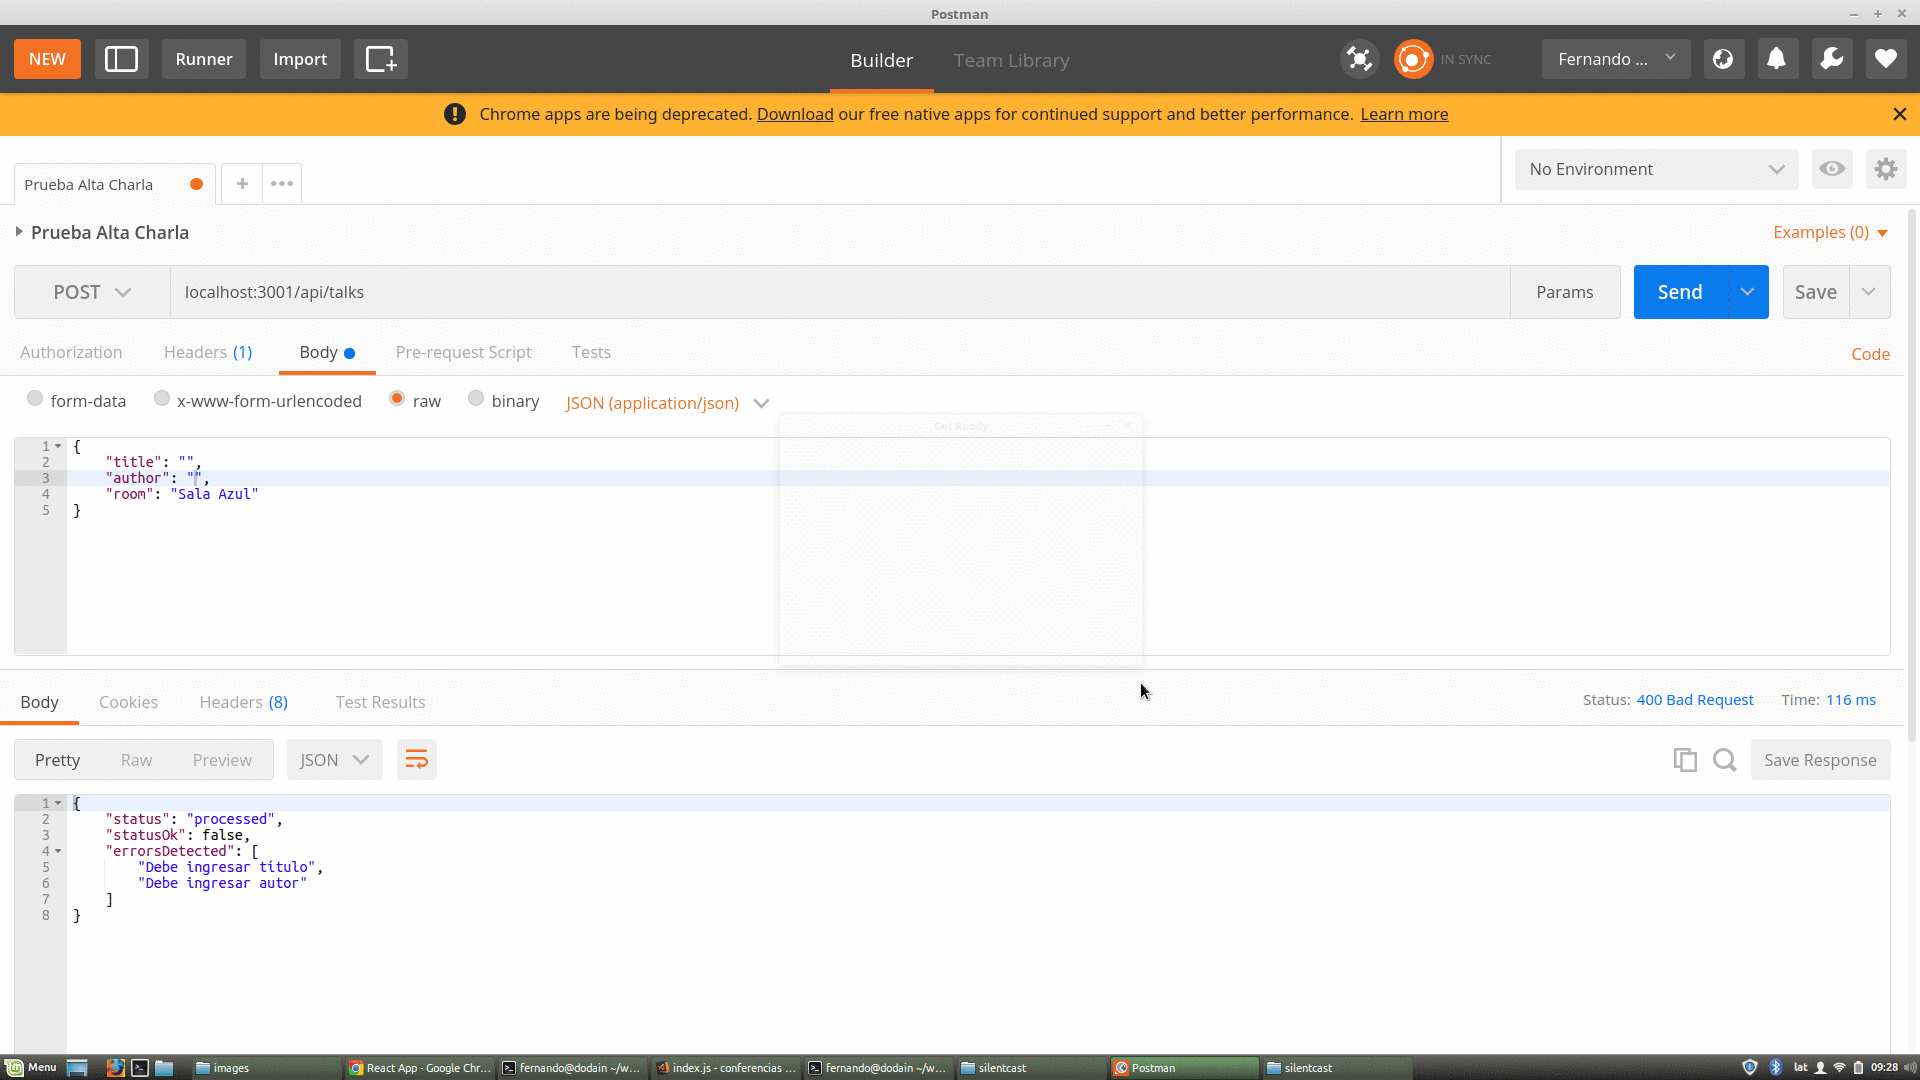 Postman
NEW
Runner
Import
Builder
Team Library
IN SYNC
Fernando ...
Chrome apps are being deprecated. Download our free native apps for continued support and better performance. Learn more
Prueba Alta Charla
No Environment
Prueba Alta Charla
Examples (0)
POST
localhost:3001/api/talks
Params
Send
Save
Authorization
Headers (1)
Body
Pre-request Script
Tests
Code
form-data
x-www-form-urlencoded
raw
binary
JSON (application/json)
Get Ready
1 {
2 "title": "",
3 "author": "",
4 "room": "Sala Azul"
5 }
Body
Cookies
Headers (8)
Test Results
Status: 400 Bad Request
Time: 116 ms
Pretty
Raw
Preview
JSON
Save Response
1 {
2 "status": "processed",
3 "statusOk": false,
4 "errorsDetected": [
5 "Debe ingresar título",
6 "Debe ingresar autor"
7 ]
8 }
Menu
images
React App - Google Chr...
fernando@dodain ~/w...
index.js - conferencias ...
fernando@dodain ~/w...
silentcast
Postman
silentcast
lat
09:28